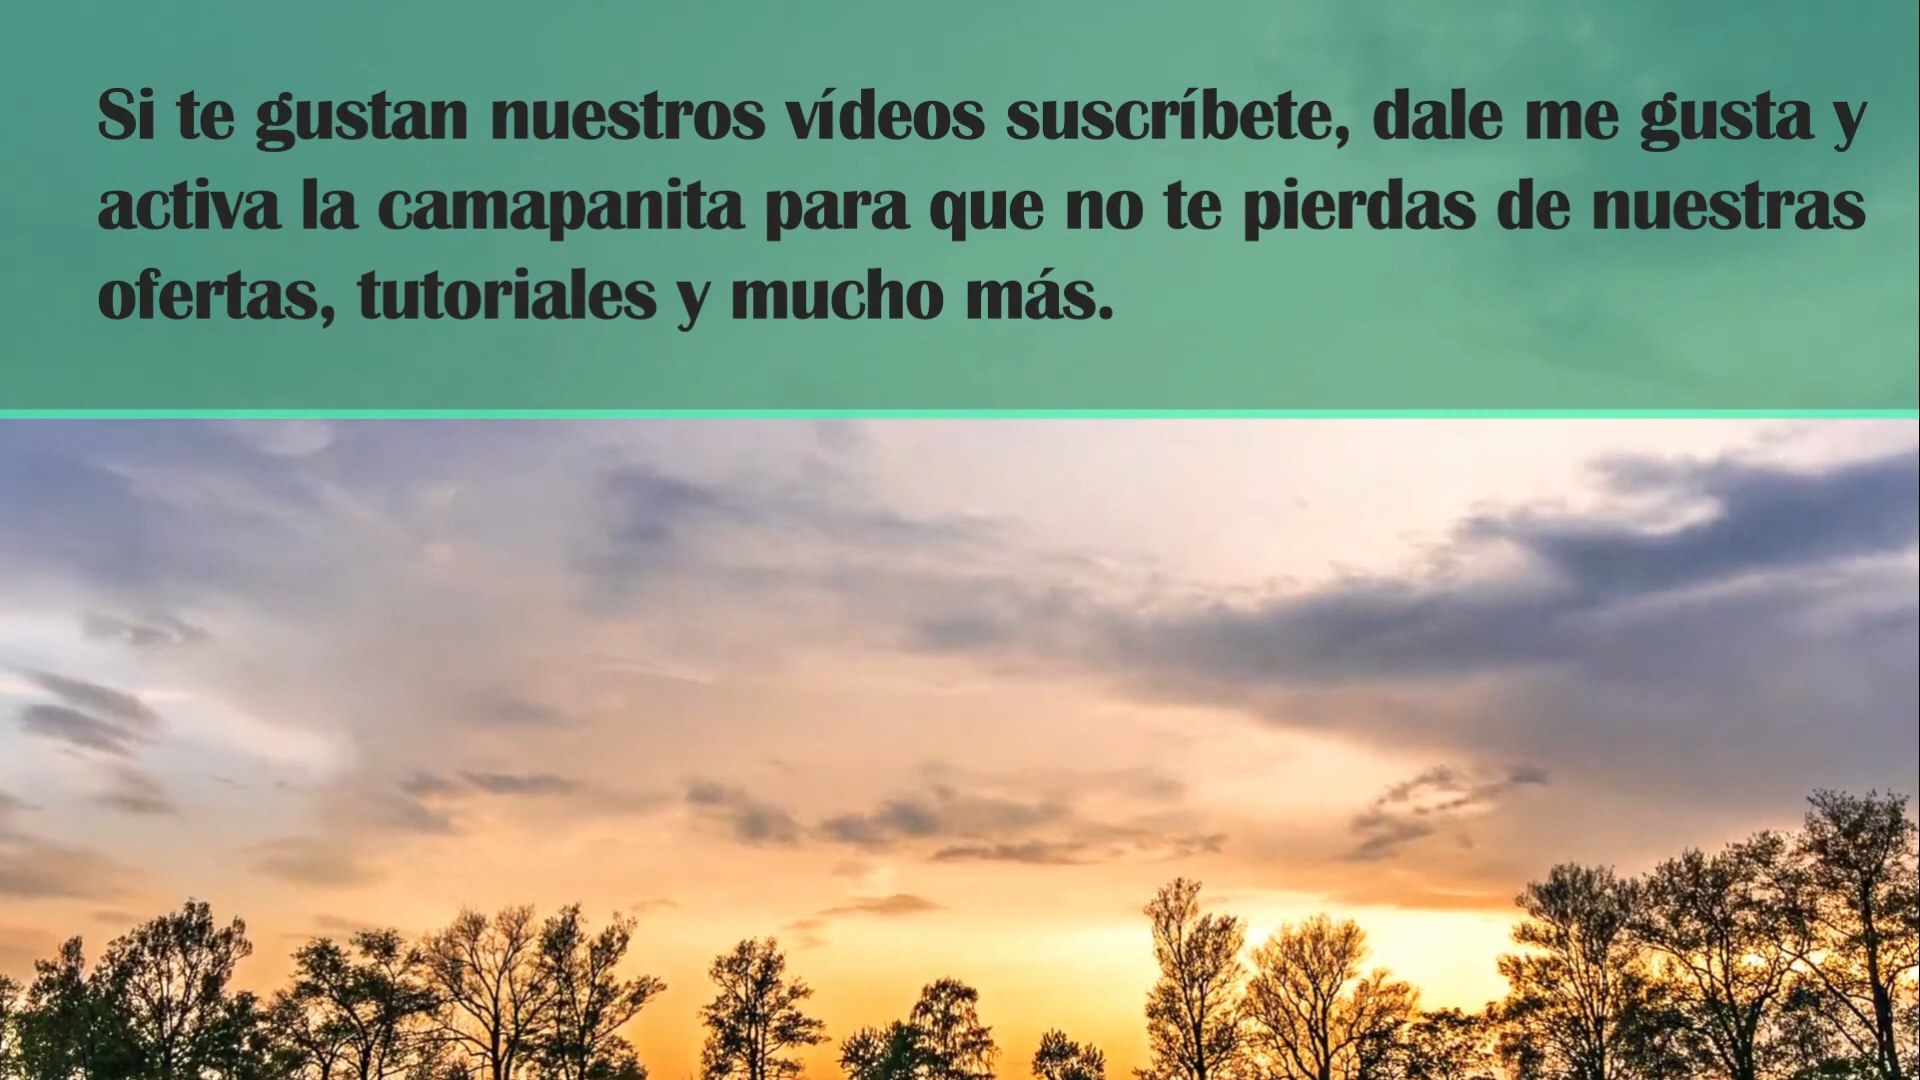 Si te gustan nuestros vídeos suscríbete, dale me gusta y
activa la camapanita para que no te pierdas de nuestras
ofertas, tutoriales y mucho más.